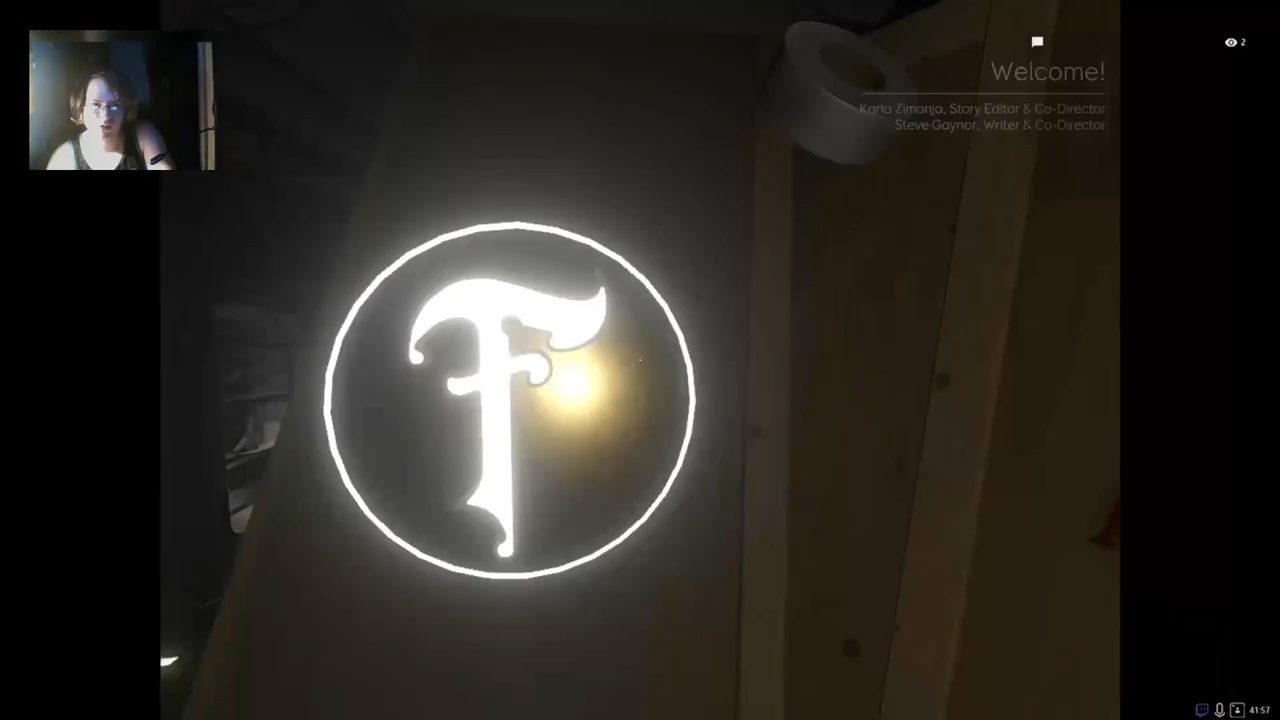 2
Welcome!
Karla Zimonja, Story Editor & Co-Director
Steve Gaynor, Writer & Co-Director
F
41:57